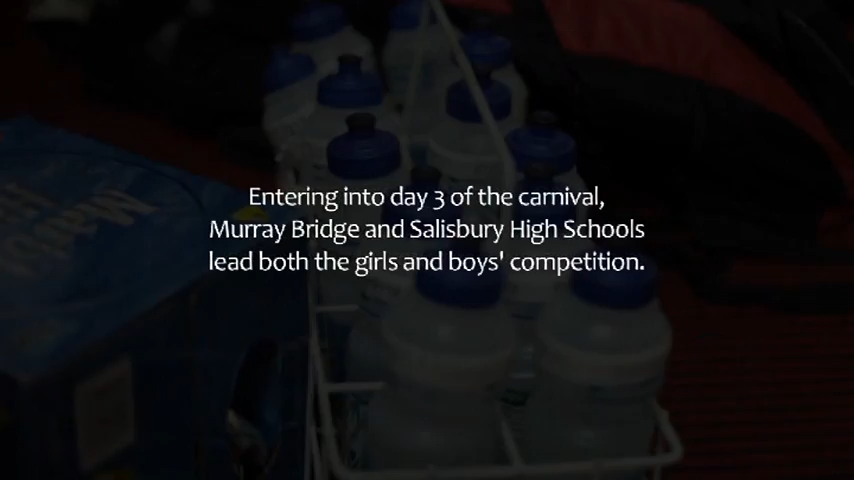 Entering into day 3 of the carnival,
Murray Bridge and Salisbury High Schools
lead both the girls and boys' competition.